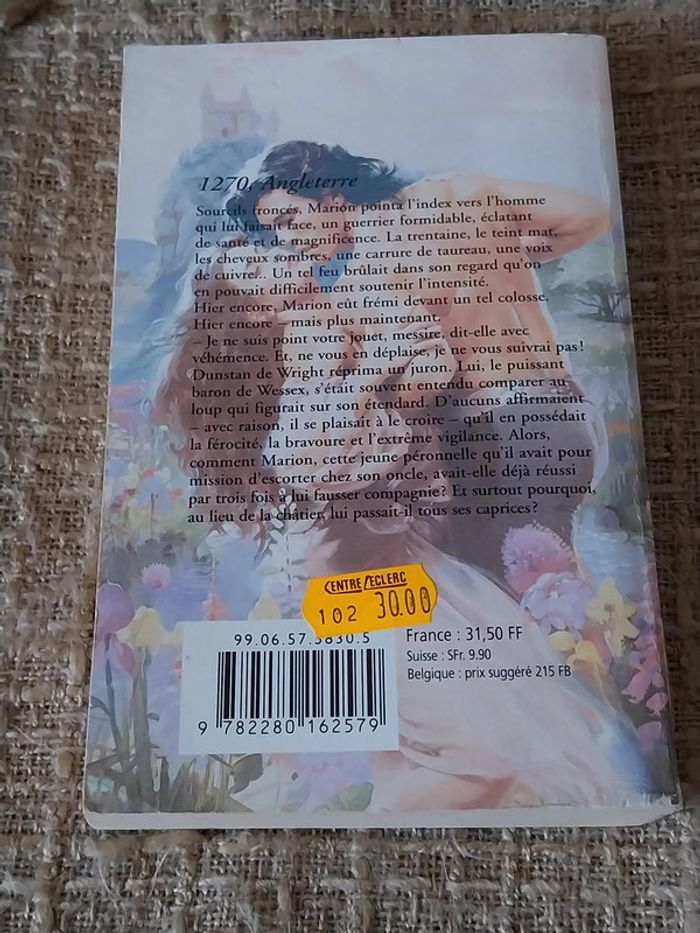 1270, Angleterre
Sourcils froncés, Marion pointa l'index vers l'homme
qui lui faisait face, un guerrier formidable, éclatant
de santé et de magnificence. La trentaine, le teint mat,
les cheveux sombres, une carrure de taureau, une voix
de cuivre... Un tel feu brûlait dans son regard qu'on
en pouvait difficilement soutenir l'intensité.
Hier encore, Marion eût frémi devant un tel colosse.
Hier encore – mais plus maintenant.
– Je ne suis point votre jouet, messire, dit-elle avec
véhémence. Et, ne vous en déplaise, je ne vous suivrai pas !
Dunstan de Wright réprima un juron. Lui, le puissant
baron de Wessex, s'était souvent entendu comparer au
loup qui figurait sur son étendard. D'aucuns affirmaient
– avec raison, il se plaisait à le croire – qu'il en possédait
la férocité, la bravoure et l'extrême vigilance. Alors,
comment Marion, cette jeune péronnelle qu'il avait pour
mission d'escorter chez son oncle, avait-elle déjà réussi
par trois fois à lui fausser compagnie? Et surtout pourquoi,
au lieu de la châtier, lui passait-il tous ses caprices ?
CENTRE LECLERC
102 30.00
99.06.57.5830.5
9 782280 162579
France : 31,50 FF
Suisse : SFr. 9.90
Belgique : prix suggéré 215 FB